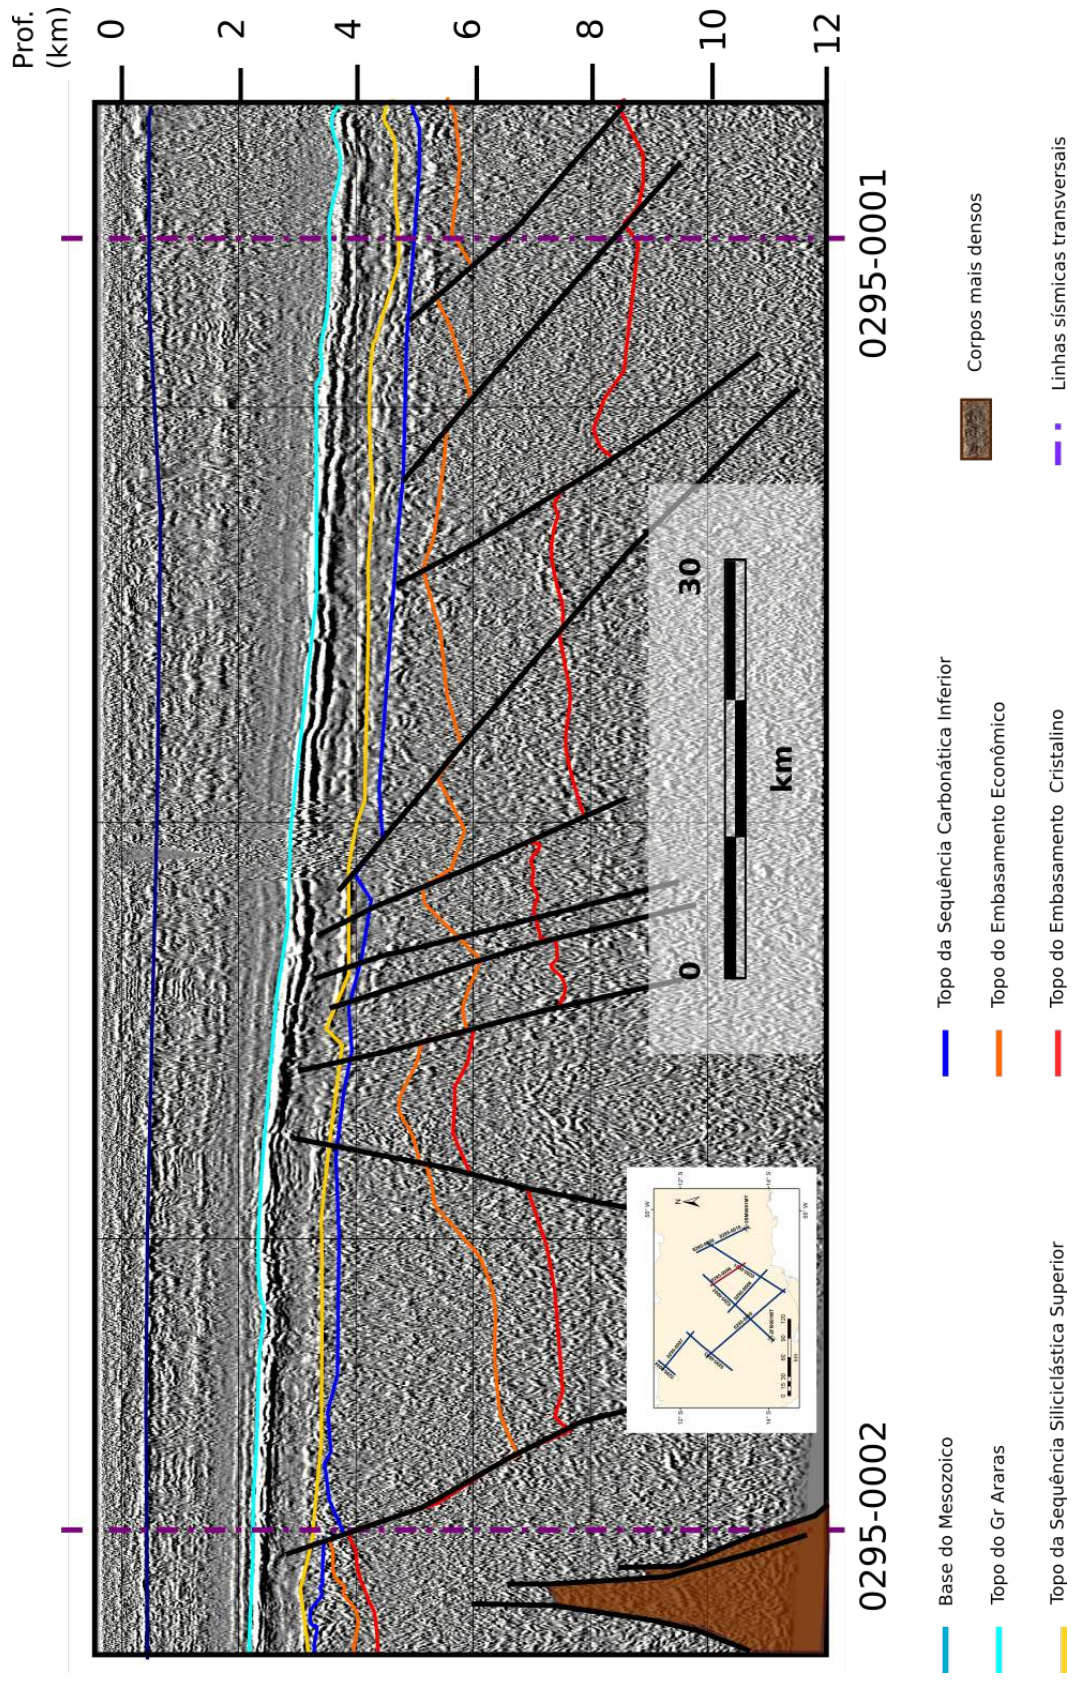 Prof.
(km)
0
2
4
6
8
10
12
0295-0002
0295-0001
0
30
km
Base do Mesozoico
Topo do Gr Araras
Topo da Sequência Siliciclástica Superior
Topo da Sequência Carbonática Inferior
Topo do Embasamento Econômico
Topo do Embasamento Cristalino
Corpos mais densos
Linhas sísmicas transversais
N